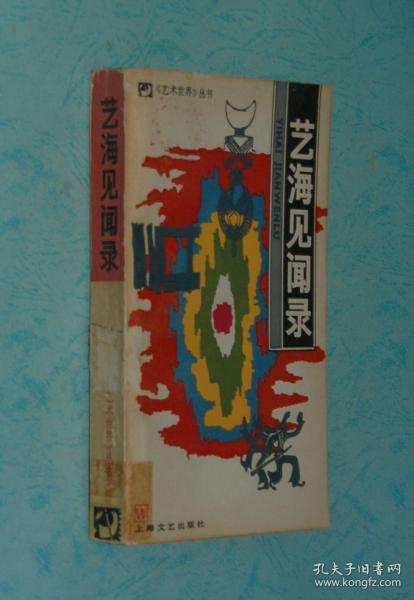 《艺术世界》丛书
艺海见闻录
YIHAI JIANWENLU
上海文艺出版社
艺海见闻录
孔夫子旧书网
www.kongfz.com